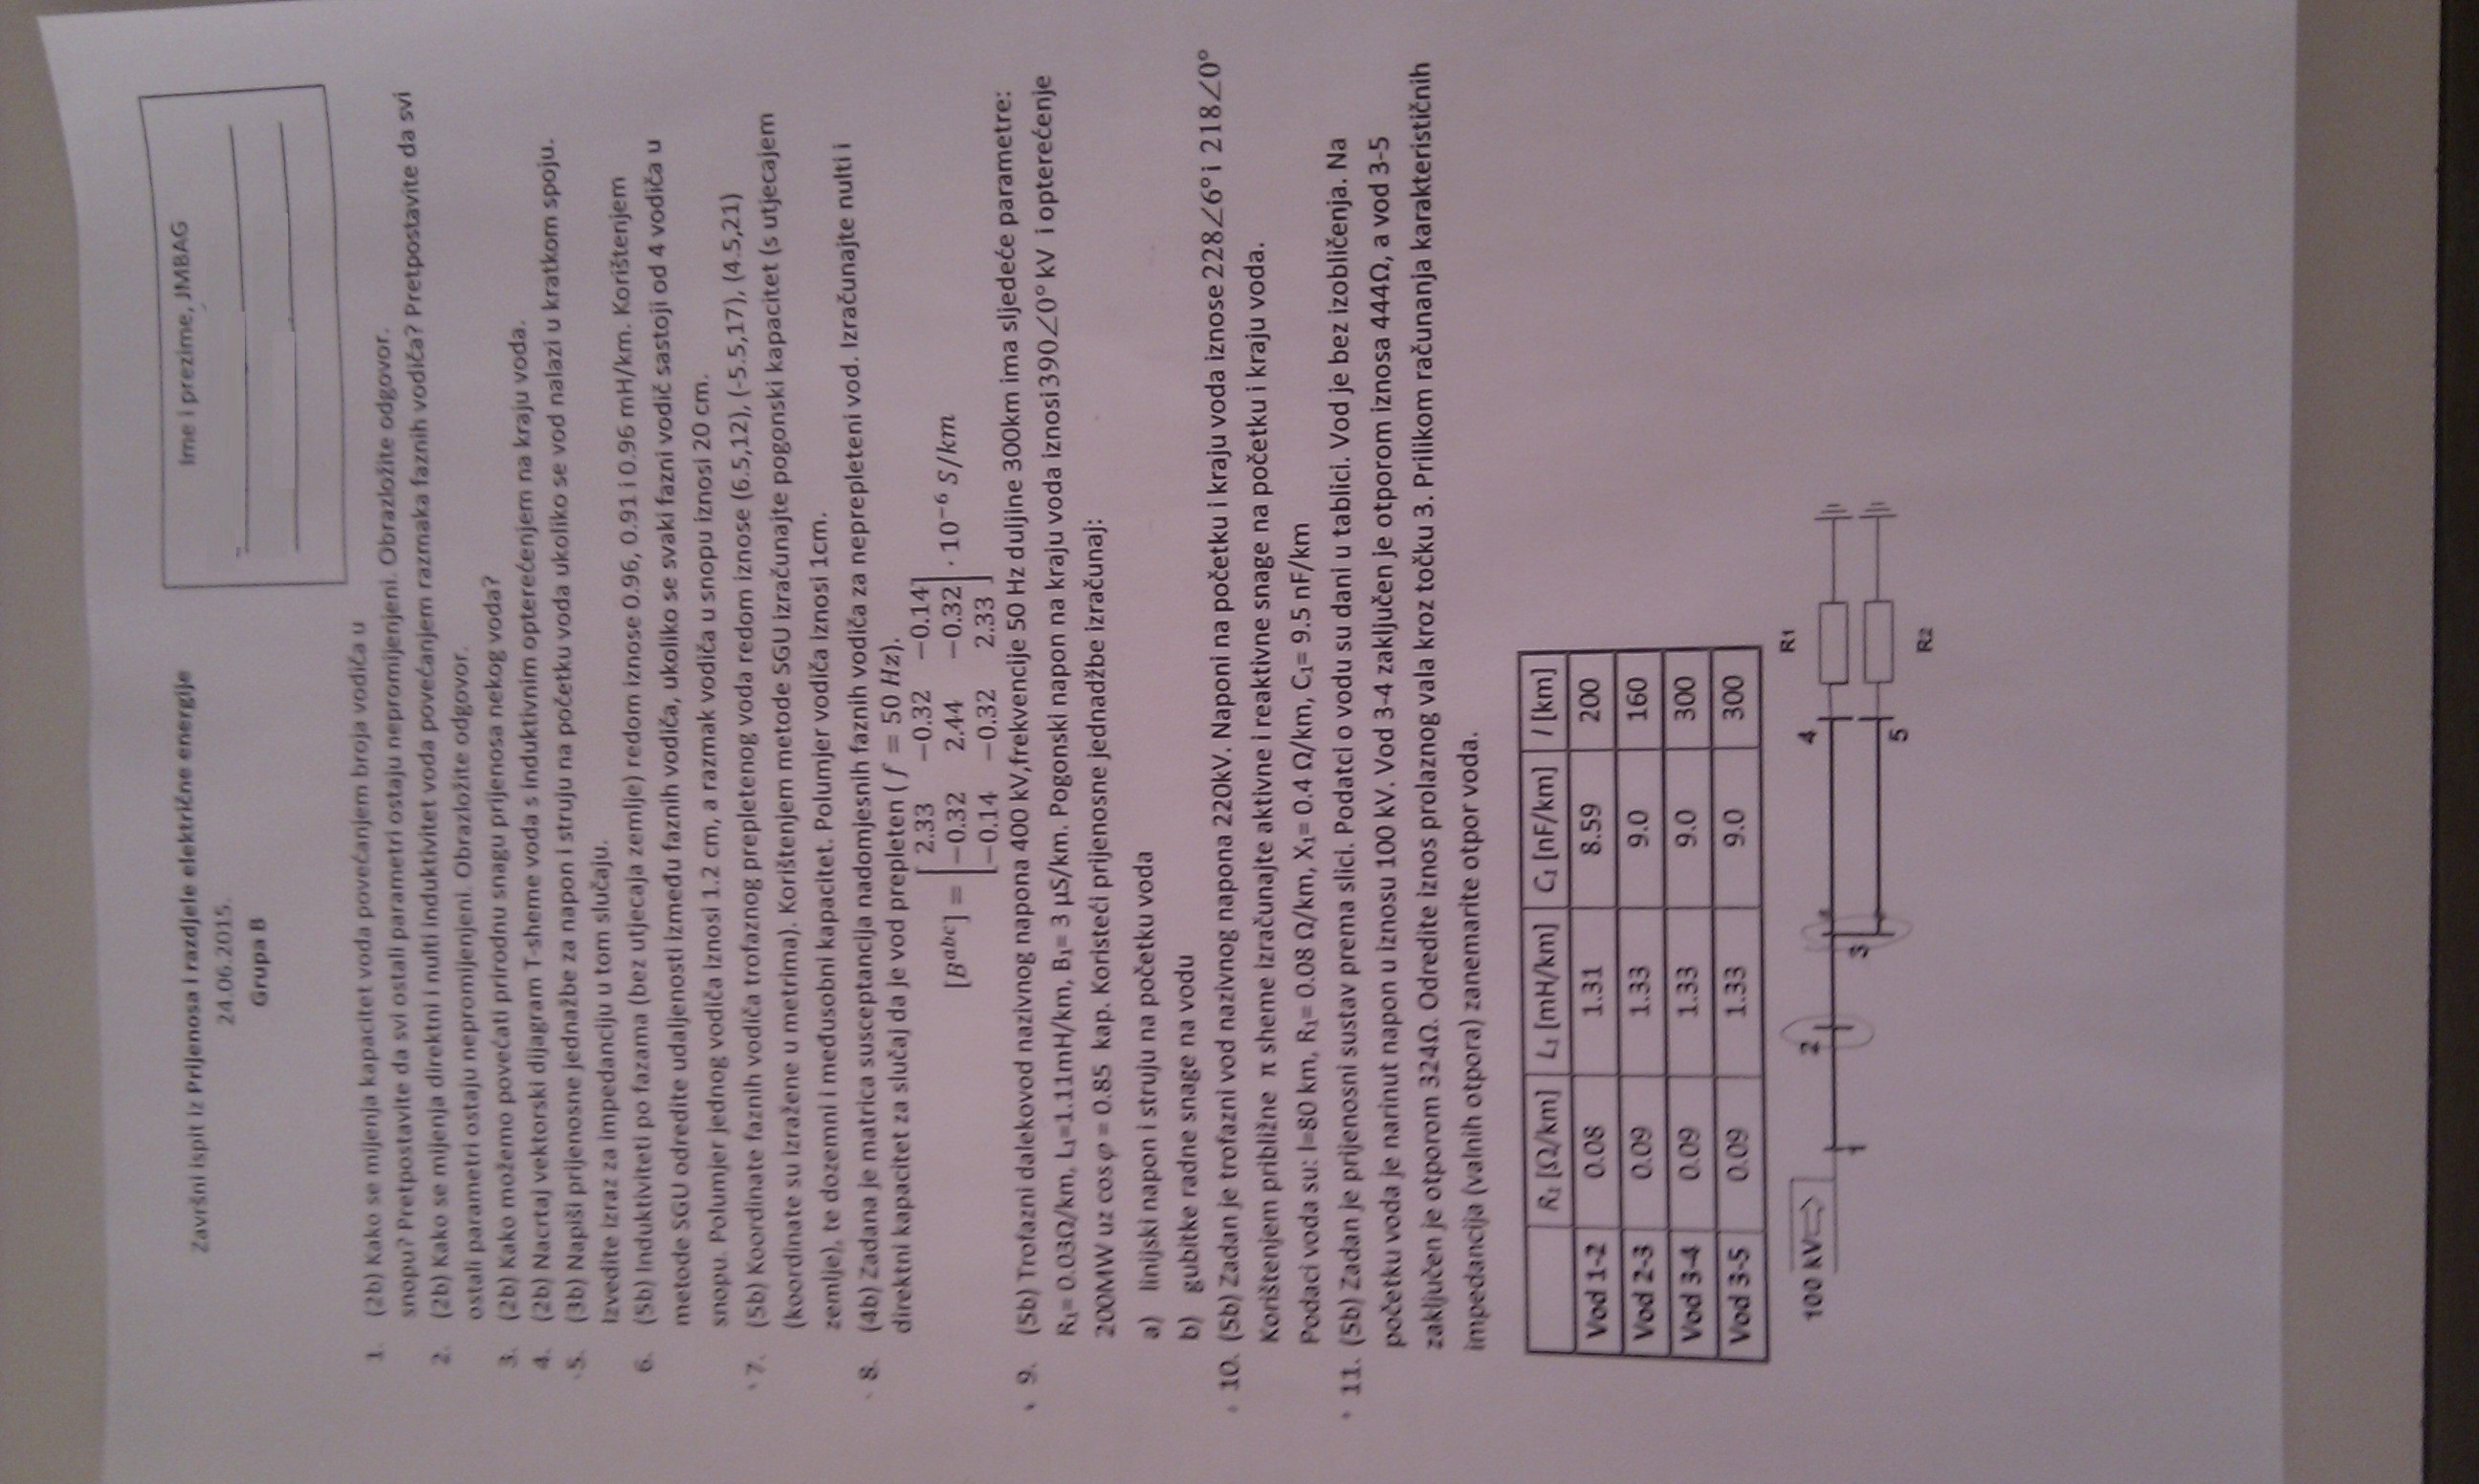 Završni ispit iz Prijenosa i razdjele električne energije
24.06.2015.
Grupa B
Ime i prezime, JMBAG
1. (2b) Kako se mijenja kapacitet voda povećanjem broja vodiča u
snopu? Pretpostavite da svi ostali parametri ostaju nepromijenjeni. Obrazložite odgovor.
2. (2b) Kako se mijenja direktni i nulti induktivitet voda povećanjem razmaka faznih vodiča? Pretpostavite da svi
ostali parametri ostaju nepromijenjeni. Obrazložite odgovor.
3. (2b) Kako možemo povećati prirodnu snagu prijenosa nekog voda?
4. (2b) Nacrtaj vektorski dijagram T-sheme voda s induktivnim opterećenjem na kraju voda.
5. (3b) Napiši prijenosne jednažbe za napon i struju na početku voda ukoliko se vod nalazi u kratkom spoju.
Izvedite izraz za impedanciju u tom slučaju.
6. (5b) Induktiviteti po fazama (bez utjecaja zemlje) redom iznose 0.96, 0.91 i 0.96 mH/km. Korištenjem
metode SGU odredite udaljenosti između faznih vodiča, ukoliko se svaki fazni vodič sastoji od 4 vodiča u
snopu. Polumjer jednog vodiča iznosi 1.2 cm, a razmak vodiča u snopu iznosi 20 cm.
7. (5b) Koordinate faznih vodiča trofaznog prepletenog voda redom iznose (6.5,12), (-5.5,17), (4.5,21)
(koordinate su izražene u metrima). Korištenjem metode SGU izračunajte pogonski kapacitet (s utjecajem
zemlje), te dozemni i međusobni kapacitet. Polumjer vodiča iznosi 1cm.
8. (4b) Zadana je matrica susceptancija nadomjesnih faznih vodiča za neprepleteni vod. Izračunajte nulti i
direktni kapacitet za slučaj da je vod prepleten ( f = 50 Hz).
[B^abc] = [2.33 −0.32 −0.14
−0.32 2.44 −0.32
−0.14 −0.32 2.33] · 10^−6 S/km
9. (5b) Trofazni dalekovod nazivnog napona 400 kV,frekvencije 50 Hz duljine 300km ima sljedeće parametre:
R₁= 0.03Ω/km, L₁=1.11mH/km, B₁= 3 μS/km. Pogonski napon na kraju voda iznosi390∠0° kV i opterećenje
200MW uz cosφ = 0.85 kap. Koristeći prijenosne jednadžbe izračunaj:
a) linijski napon i struju na početku voda
b) gubitke radne snage na vodu
10. (5b) Zadan je trofazni vod nazivnog napona 220kV. Naponi na početku i kraju voda iznose 228∠6°i 218∠0°
Korištenjem približne π sheme izračunajte aktivne i reaktivne snage na početku i kraju voda.
Podaci voda su: l=80 km, R₁= 0.08 Ω/km, X₁= 0.4 Ω/km, C₁= 9.5 nF/km
11. (5b) Zadan je prijenosni sustav prema slici. Podatci o vodu su dani u tablici. Vod je bez izobličenja. Na
početku voda je narinut napon u iznosu 100 kV. Vod 3-4 zaključen je otporom iznosa 444Ω, a vod 3-5
zaključen je otporom 324Ω. Odredite iznos prolaznog vala kroz točku 3. Prilikom računanja karakterističnih
impedancija (valnih otpora) zanemarite otpor voda.
R₁ [Ω/km] L₁ [mH/km] C₁ [nF/km] l [km]
Vod 1-2 0.08 1.31 8.59 200
Vod 2-3 0.09 1.33 9.0 160
Vod 3-4 0.09 1.33 9.0 300
Vod 3-5 0.09 1.33 9.0 300
100 kV
1
2
3
4
5
R1
R2